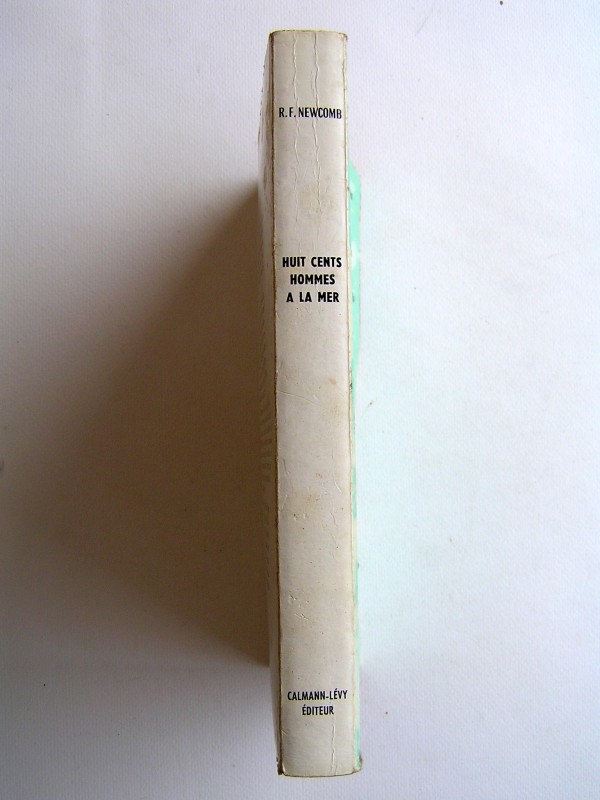 R. F. NEWCOMB
HUIT CENTS
HOMMES
A LA MER
CALMANN-LÉVY
ÉDITEUR